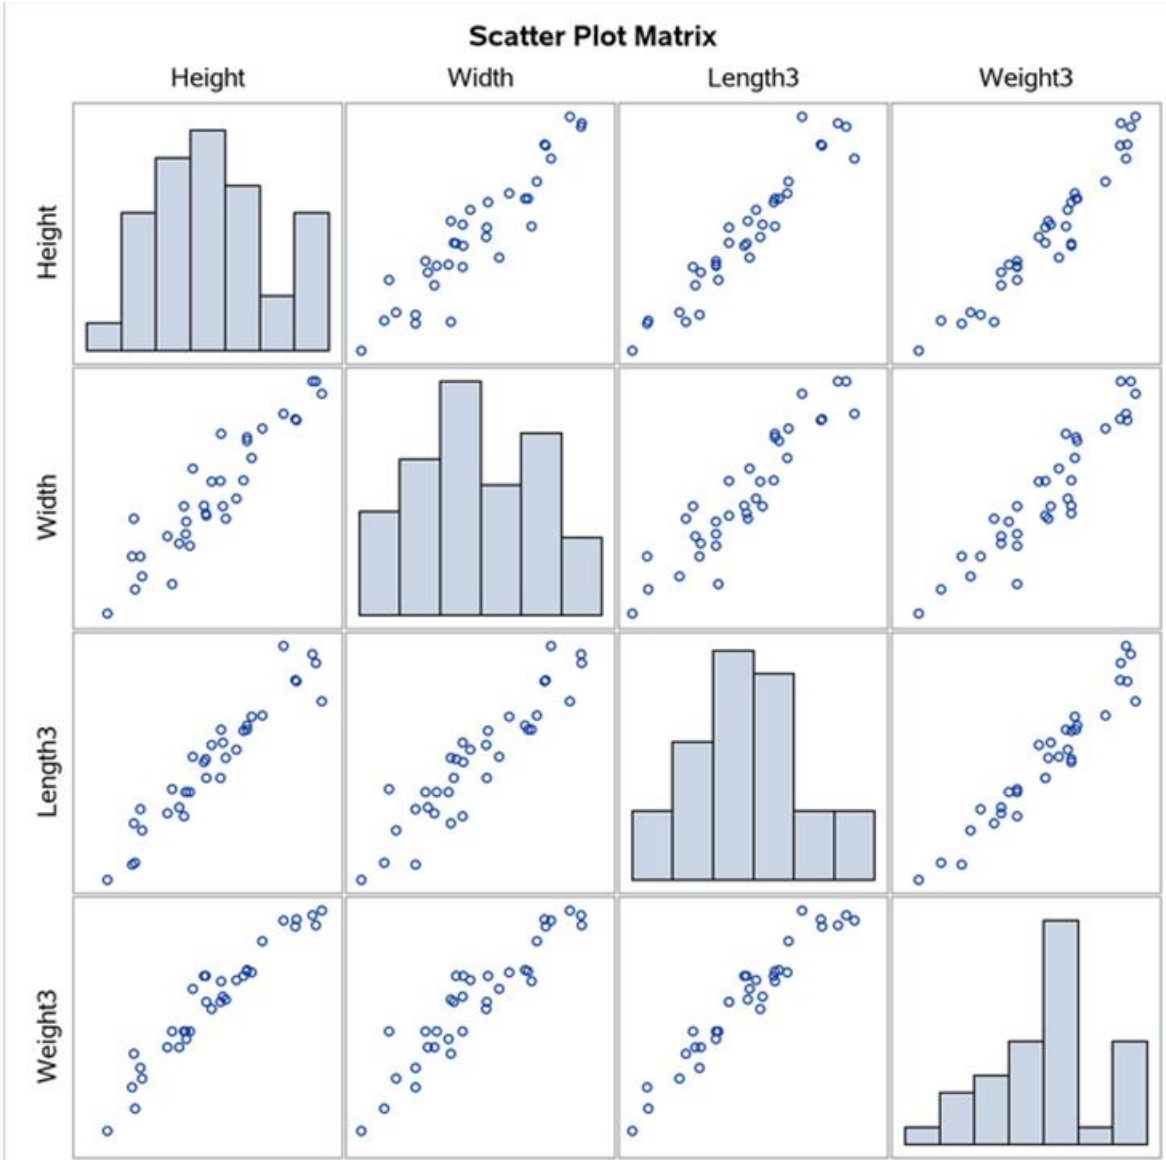 Scatter Plot Matrix
Height Width Length3 Weight3
Height
Width
Length3
Weight3